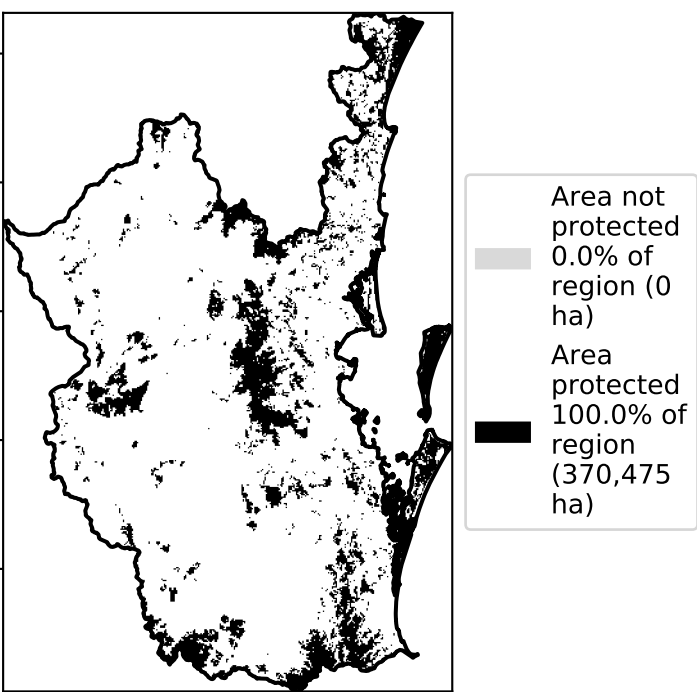 Area not
protected
0.0% of
region (0
ha)
Area
protected
100.0% of
region
(370,475
ha)